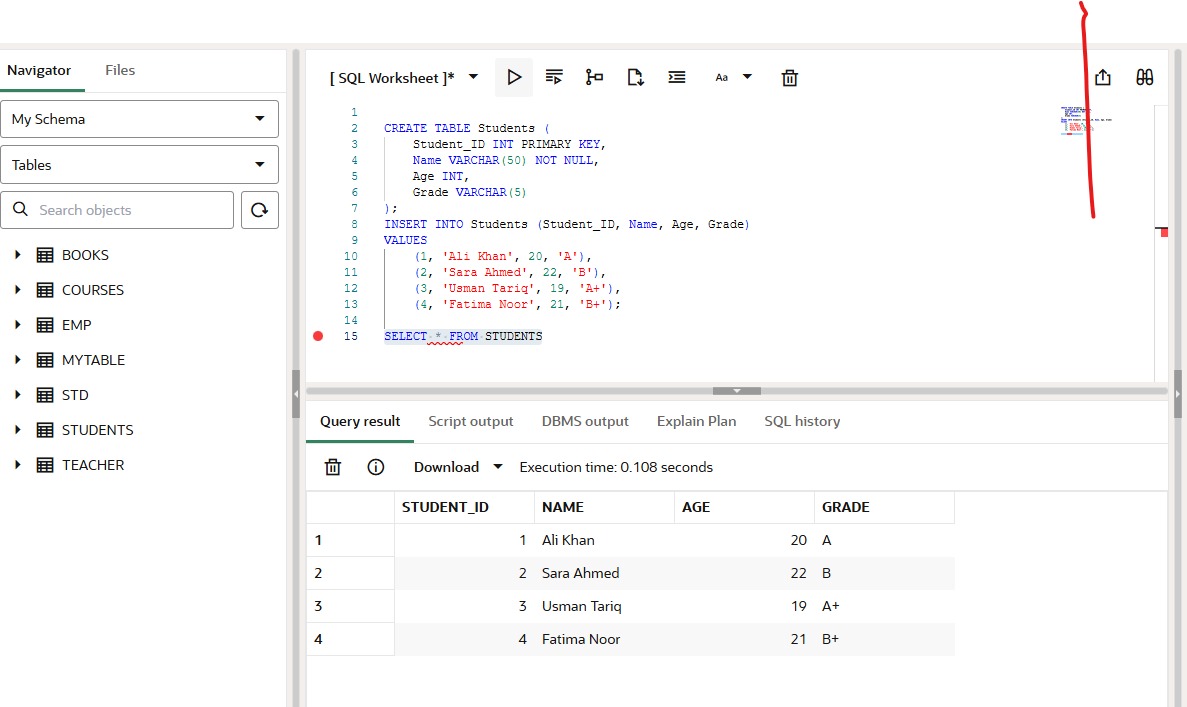 Navigator Files
My Schema
Tables
Search objects
BOOKS
COURSES
EMP
MYTABLE
STD
STUDENTS
TEACHER
[ SQL Worksheet ]*
Aa
1
2 CREATE TABLE Students (
3 Student_ID INT PRIMARY KEY,
4 Name VARCHAR(50) NOT NULL,
5 Age INT,
6 Grade VARCHAR(5)
7 );
8 INSERT INTO Students (Student_ID, Name, Age, Grade)
9 VALUES
10 (1, 'Ali Khan', 20, 'A'),
11 (2, 'Sara Ahmed', 22, 'B'),
12 (3, 'Usman Tariq', 19, 'A+'),
13 (4, 'Fatima Noor', 21, 'B+');
14
15 SELECT * FROM STUDENTS
Query result Script output DBMS output Explain Plan SQL history
Download Execution time: 0.108 seconds
STUDENT_ID NAME AGE GRADE
1 1 Ali Khan 20 A
2 2 Sara Ahmed 22 B
3 3 Usman Tariq 19 A+
4 4 Fatima Noor 21 B+